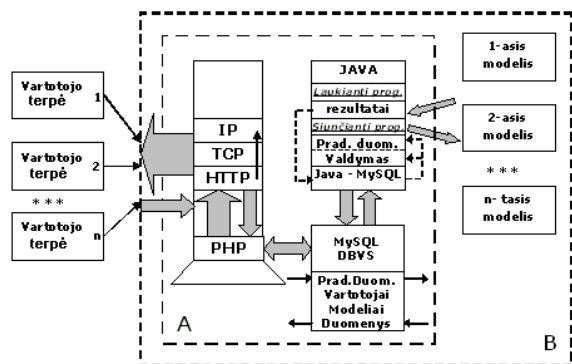 Vartotojo
terpė 1
Vartotojo
terpė 2
***
Vartotojo
terpė n
IP
TCP
HTTP
PHP
A
JAVA
Laukianti prog.
rezultatai
Siunčianti prog.
Prad. duom.
Valdymas
Java - MySQL
MySQL
DBVS
Prad.Duom.
Vartotojai
Modeliai
Duomenys
1-asis
modelis
2-asis
modelis
***
n- tasis
modelis
B